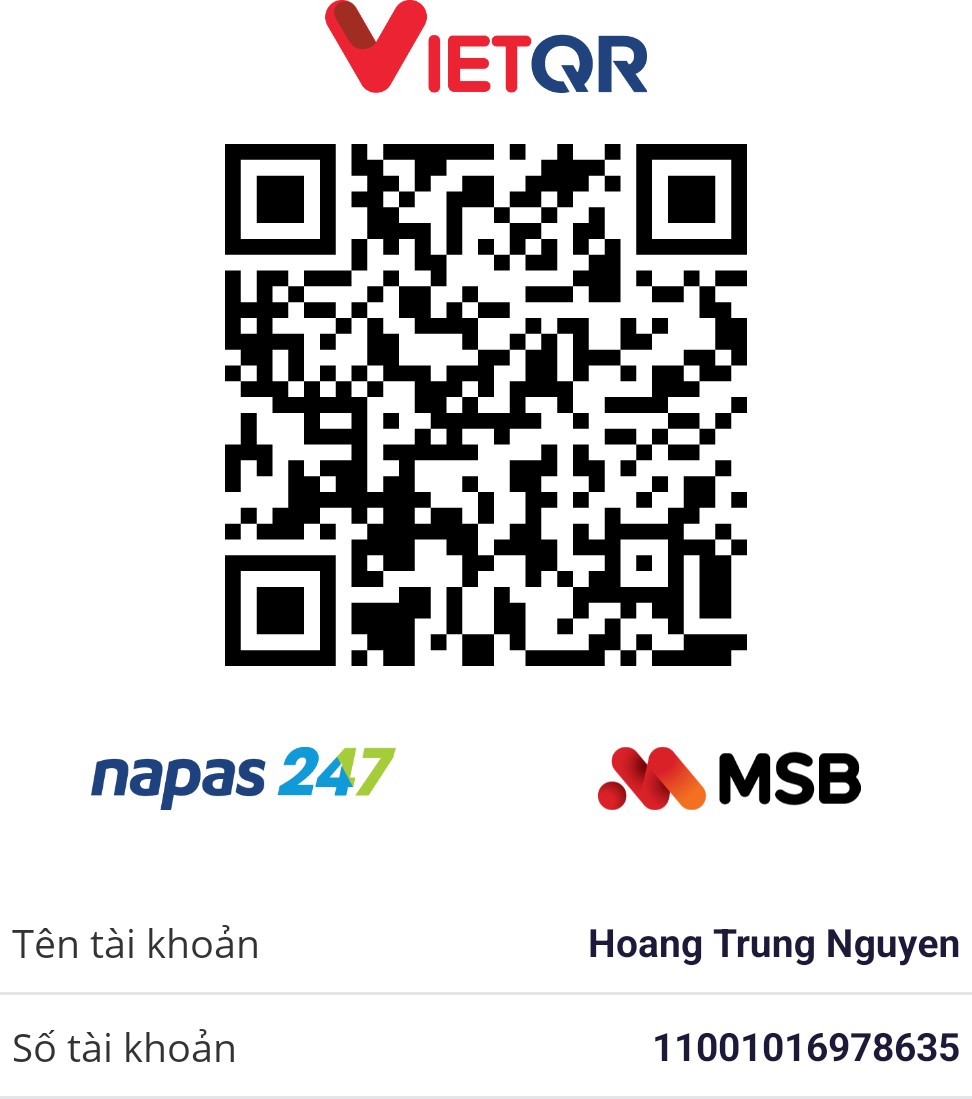 VIETQR
napas 247
MSB
Tên tài khoản Hoang Trung Nguyen
Số tài khoản 11001016978635